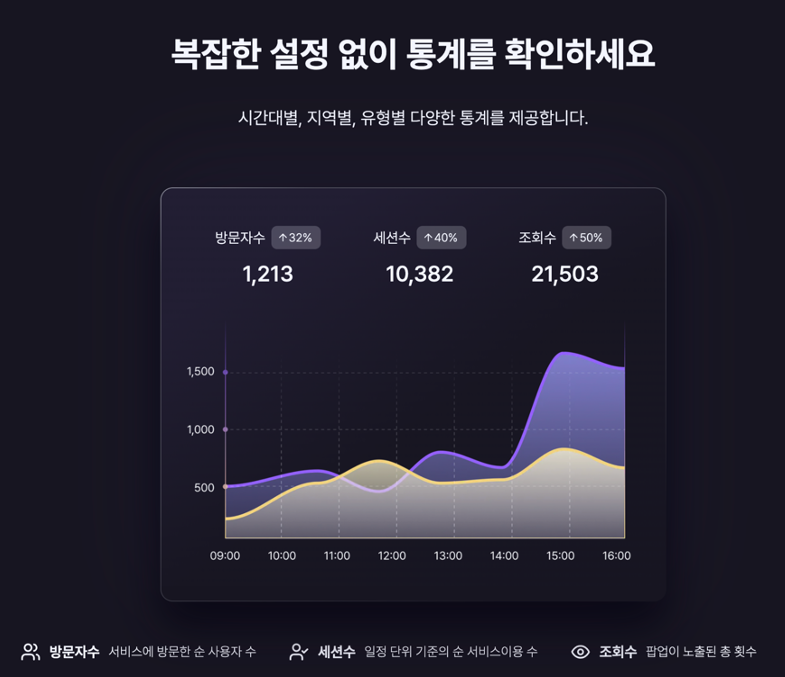 복잡한 설정 없이 통계를 확인하세요
시간대별, 지역별, 유형별 다양한 통계를 제공합니다.
방문자수 ↑32% 세션수 ↑40% 조회수 ↑50%
1,213 10,382 21,503
1,500
1,000
500
09:00 10:00 11:00 12:00 13:00 14:00 15:00 16:00
방문자수 서비스에 방문한 순 사용자 수 세션수 일정 단위 기준의 순 서비스이용 수 조회수 팝업이 노출된 총 횟수